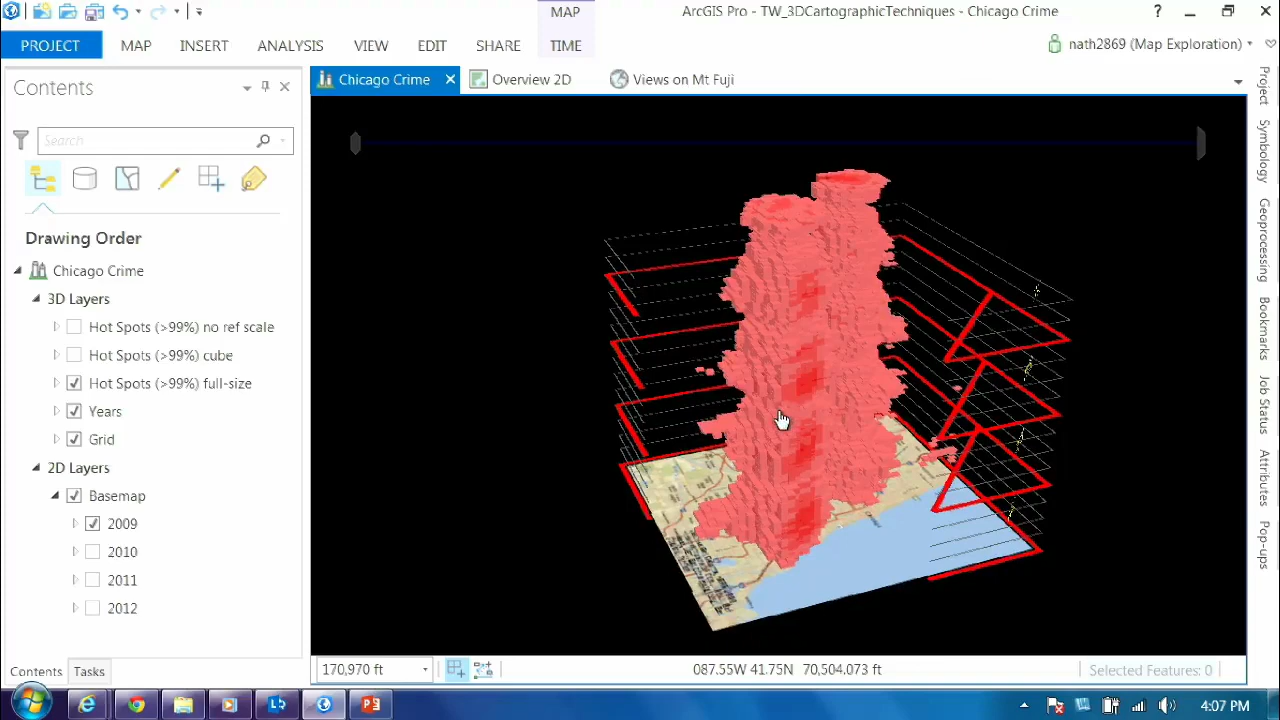 MAP
ArcGIS Pro - TW_3DCartographicTechniques - Chicago Crime
?
PROJECT
MAP
INSERT
ANALYSIS
VIEW
EDIT
SHARE
TIME
nath2869 (Map Exploration)
Contents
Chicago Crime
Overview 2D
Views on Mt Fuji
Search
Drawing Order
Chicago Crime
3D Layers
Hot Spots (>99%) no ref scale
Hot Spots (>99%) cube
Hot Spots (>99%) full-size
Years
Grid
2D Layers
Basemap
2009
2010
2011
2012
Contents
Tasks
170,970 ft
087.55W 41.75N
70,504.073 ft
Selected Features: 0
Project
Symbology
Geoprocessing
Bookmarks
Job Status
Attributes
Pop-ups
4:07 PM